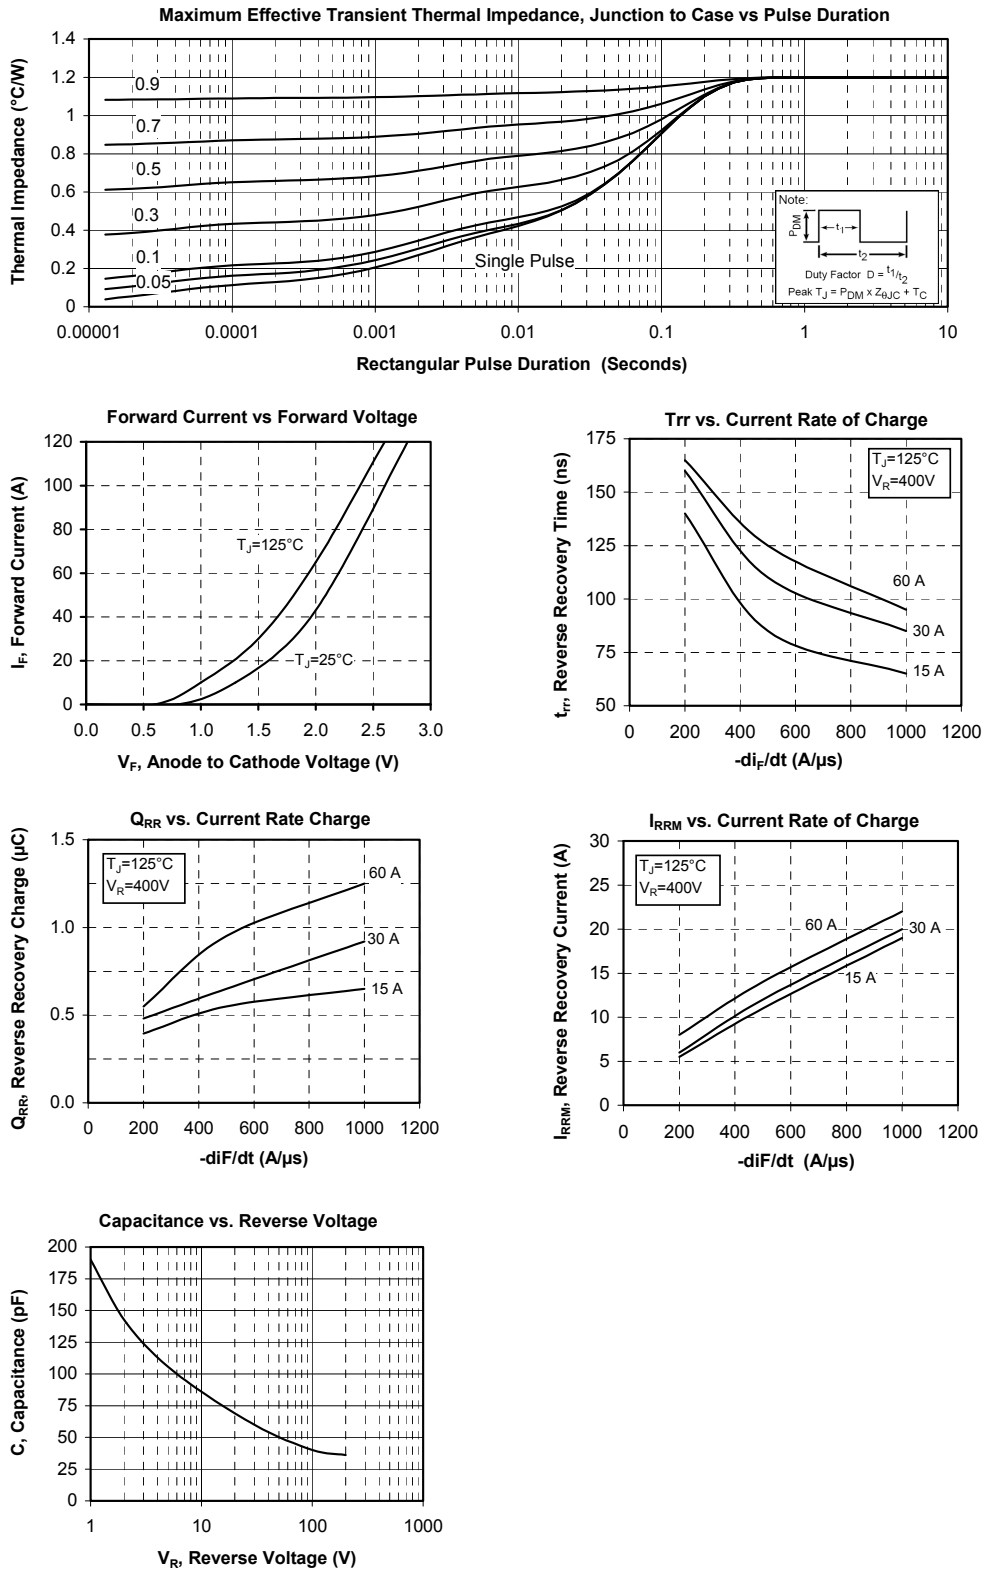 Maximum Effective Transient Thermal Impedance, Junction to Case vs Pulse Duration
Thermal Impedance (°C/W)
1.4
1.2
1
0.8
0.6
0.4
0.2
0
0.9
0.7
0.5
0.3
0.1
0.05
Single Pulse
Note:
PDM
t1
t2
Duty Factor D = t1/t2
Peak TJ = PDM x ZθJC + TC
0.00001 0.0001 0.001 0.01 0.1 1 10
Rectangular Pulse Duration (Seconds)
Forward Current vs Forward Voltage
IF, Forward Current (A)
120
100
80
60
40
20
0
TJ=125°C
TJ=25°C
0.0 0.5 1.0 1.5 2.0 2.5 3.0
VF, Anode to Cathode Voltage (V)
Trr vs. Current Rate of Charge
trr, Reverse Recovery Time (ns)
175
150
125
100
75
50
TJ=125°C
VR=400V
60 A
30 A
15 A
0 200 400 600 800 1000 1200
-diF/dt (A/µs)
QRR vs. Current Rate Charge
QRR, Reverse Recovery Charge (µC)
1.5
1.0
0.5
0.0
TJ=125°C
VR=400V
60 A
30 A
15 A
0 200 400 600 800 1000 1200
-diF/dt (A/µs)
IRRM vs. Current Rate of Charge
IRRM, Reverse Recovery Current (A)
30
25
20
15
10
5
0
TJ=125°C
VR=400V
60 A
30 A
15 A
0 200 400 600 800 1000 1200
-diF/dt (A/µs)
Capacitance vs. Reverse Voltage
C, Capacitance (pF)
200
175
150
125
100
75
50
25
0
1 10 100 1000
VR, Reverse Voltage (V)